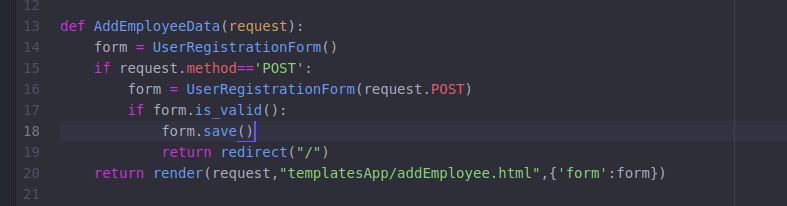 12
13 def AddEmployeeData(request):
14     form = UserRegistrationForm()
15     if request.method=='POST':
16         form = UserRegistrationForm(request.POST)
17         if form.is_valid():
18             form.save()
19             return redirect("/")
20     return render(request,"templatesApp/addEmployee.html",{'form':form})
21